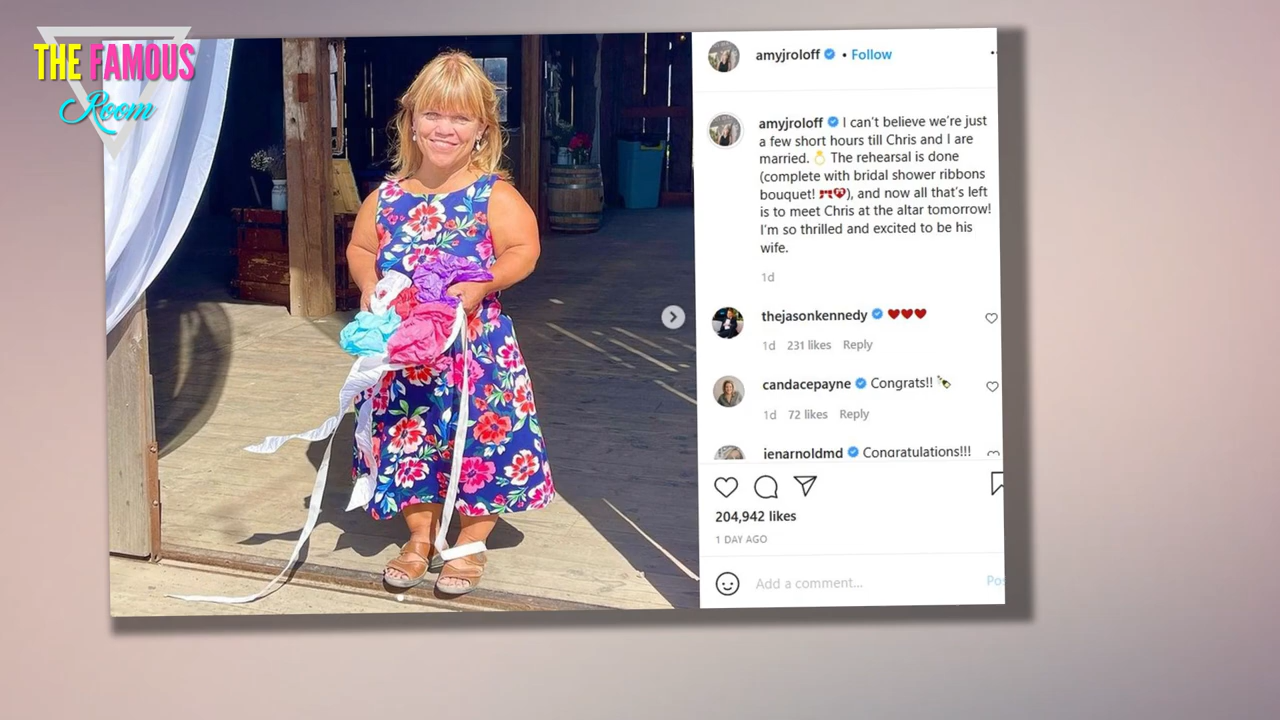 THE FAMOUS
Room
amyjroloff • Follow
amyjroloff I can't believe we're just
a few short hours till Chris and I are
married. 💍 The rehearsal is done
(complete with bridal shower ribbons
bouquet! 🎀💝), and now all that's left
is to meet Chris at the altar tomorrow!
I'm so thrilled and excited to be his
wife.
1d
thejasonkennedy ❤️❤️❤️
1d 231 likes Reply
candacepayne Congrats!! 🍾
1d 72 likes Reply
jenarnoldmd Congratulations!!!
204,942 likes
1 DAY AGO
Add a comment...
Pos